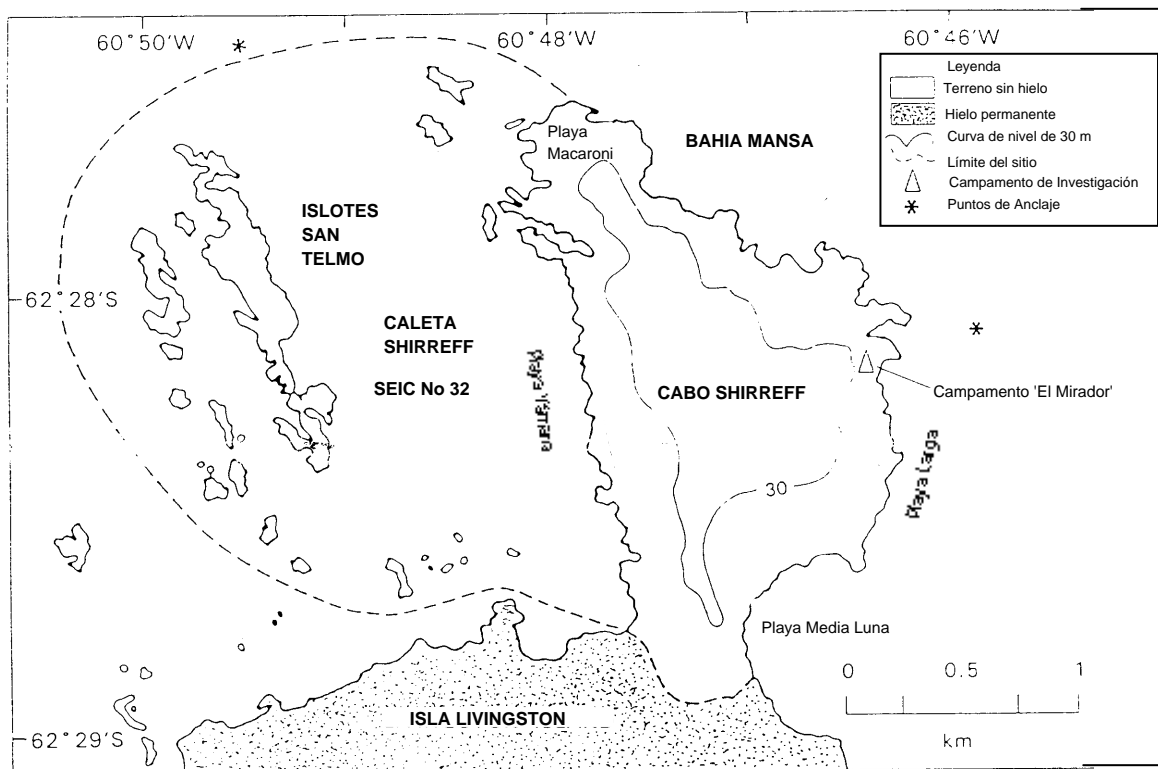 60°50'W
60°48'W
60°46'W
Leyenda
Terreno sin hielo
Hielo permanente
Curva de nivel de 30 m
Límite del sitio
Campamento de Investigación
Puntos de Anclaje
Playa
Macaroni
BAHIA MANSA
ISLOTES
SAN
TELMO
62°28'S
CALETA
SHIRREFF
SEIC No 32
Playa
CABO SHIRREFF
Campamento 'El Mirador'
Playa Larga
30
Playa Media Luna
0 0.5 1
km
ISLA LIVINGSTON
62°29'S